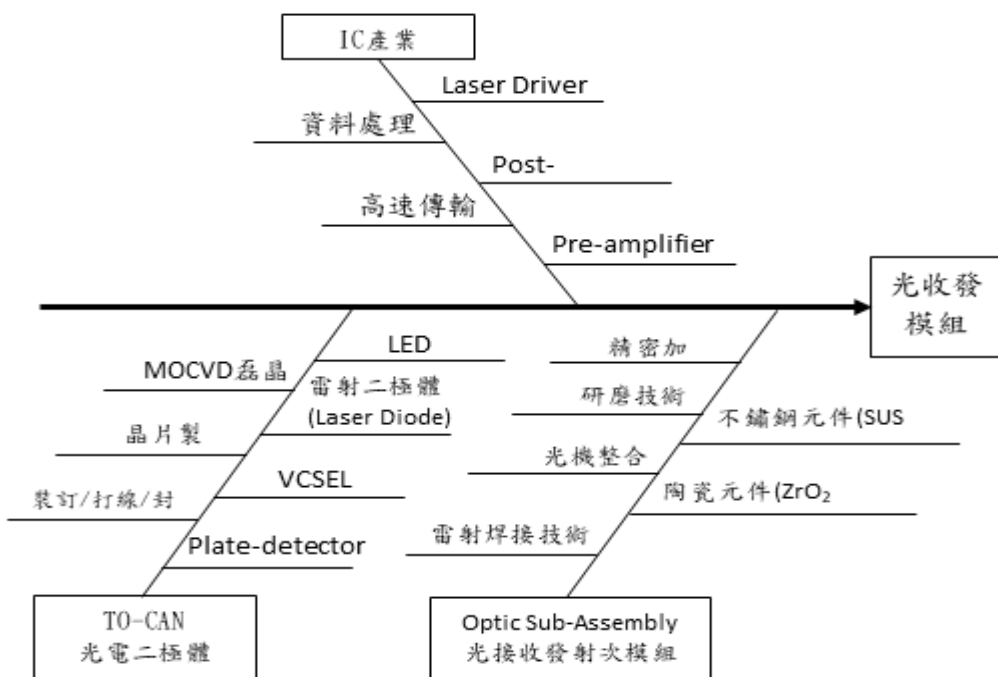 IC產業
Laser Driver
資料處理
Post-
高速傳輸
Pre-amplifier
光收發
模組
LED
MOCVD磊晶
雷射二極體
(Laser Diode)
晶片製
VCSEL
裝訂/打線/封
Plate-detector
TO-CAN
光電二極體
精密加
研磨技術
不鏽鋼元件(SUS
光機整合
陶瓷元件(ZrO₂
雷射焊接技術
Optic Sub-Assembly
光接收發射次模組